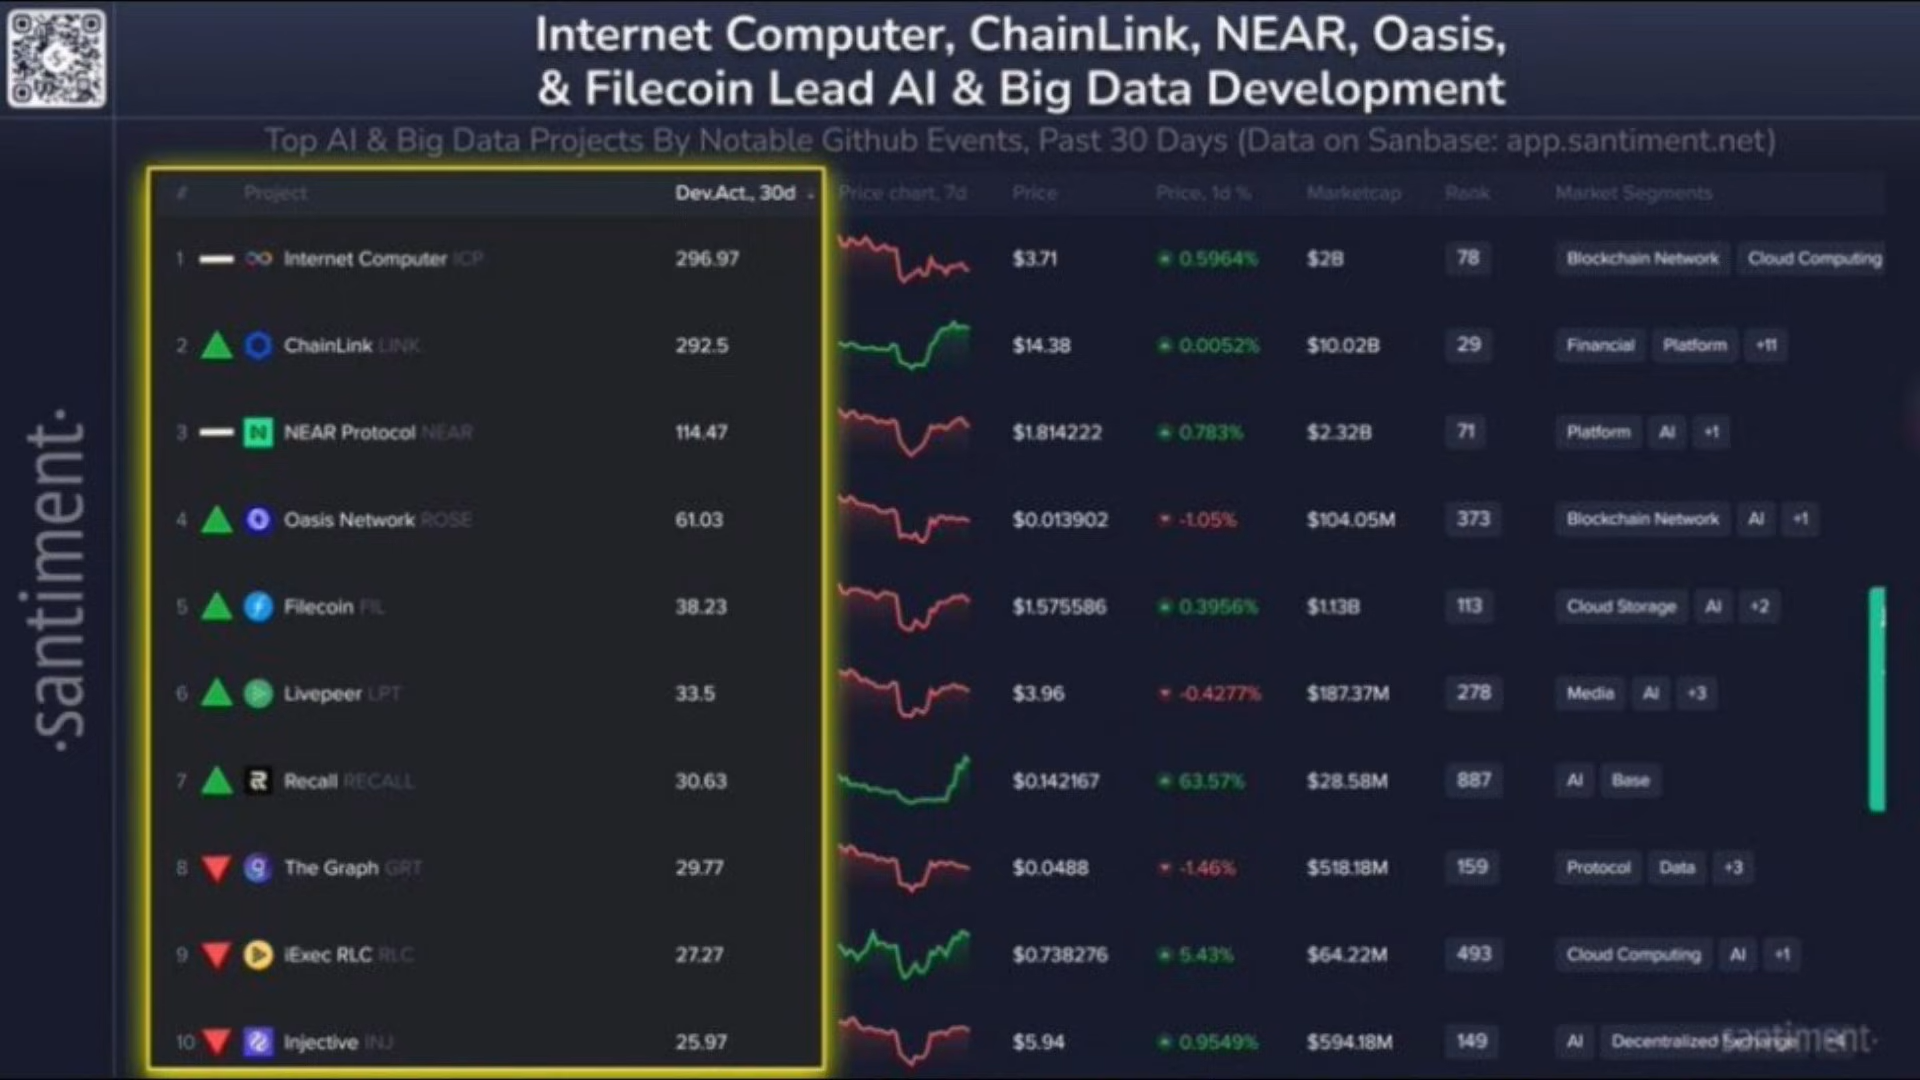 Internet Computer, ChainLink, NEAR, Oasis,
& Filecoin Lead AI & Big Data Development
Top AI & Big Data Projects By Notable Github Events, Past 30 Days (Data on Sanbase: app.santiment.net)
·santiment·
# Project Dev.Act., 30d Price chart, 7d Price Price, 1d % Marketcap Rank Market Segments
1 Internet Computer ICP 296.97 $3.71 0.5964% $2B 78 Blockchain Network Cloud Computing
2 ChainLink LINK 292.5 $14.38 0.0052% $10.02B 29 Financial Platform +11
3 NEAR Protocol NEAR 114.47 $1.814222 0.783% $2.32B 71 Platform AI +1
4 Oasis Network ROSE 61.03 $0.013902 -1.05% $104.05M 373 Blockchain Network AI +1
5 Filecoin FIL 38.23 $1.575586 0.3956% $1.13B 113 Cloud Storage AI +2
6 Livepeer LPT 33.5 $3.96 -0.4277% $187.37M 278 Media AI +3
7 Recall RECALL 30.63 $0.142167 63.57% $28.58M 887 AI Base
8 The Graph GRT 29.77 $0.0488 -1.46% $518.18M 159 Protocol Data +3
9 iExec RLC RLC 27.27 $0.738276 5.43% $64.22M 493 Cloud Computing AI +1
10 Injective INJ 25.97 $5.94 0.9549% $594.18M 149 AI Decentralized Exchange +4
santiment·